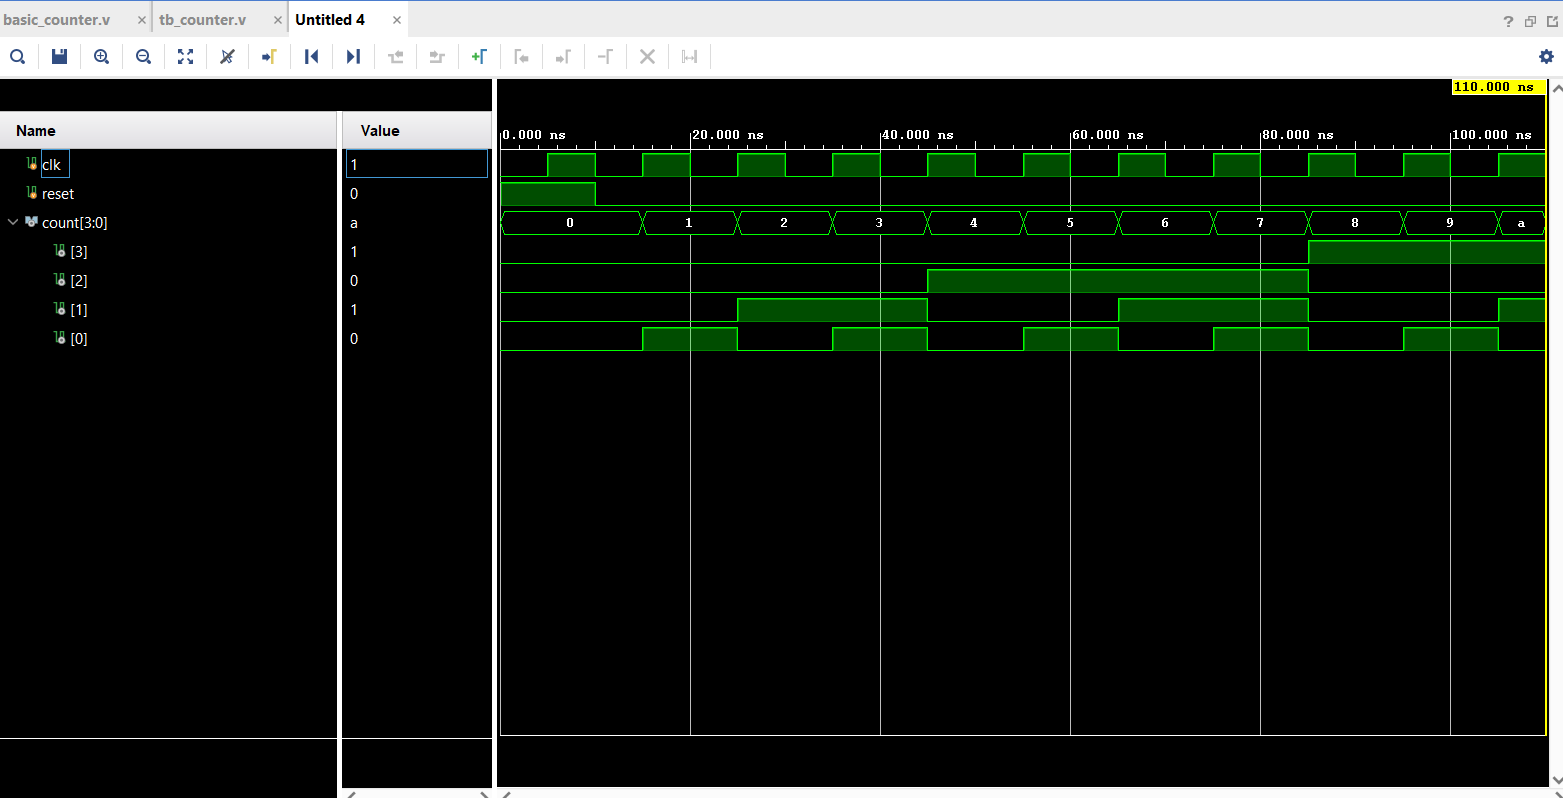 basic_counter.v × tb_counter.v × Untitled 4 ×
?
110.000 ns
Name Value
0.000 ns 20.000 ns 40.000 ns 60.000 ns 80.000 ns 100.000 ns
clk 1
reset 0
count[3:0] a 0 1 2 3 4 5 6 7 8 9 a
[3] 1
[2] 0
[1] 1
[0] 0